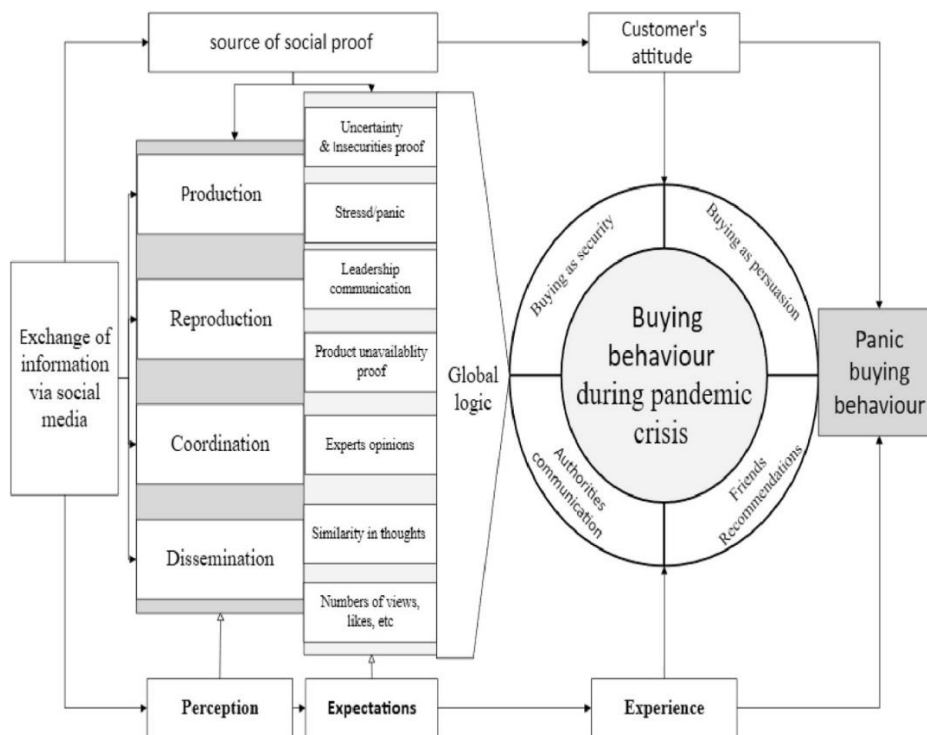 source of social proof
Customer's
attitude
Uncertainty
& Insecurities proof
Production
Stressd/panic
Buying as security
Buying as persuasion
Leadership
communication
Exchange of
information
via social
media
Reproduction
Product unavailablity
proof
Global
logic
Buying
behaviour
during pandemic
crisis
Panic
buying
behaviour
Coordination
Experts opinions
Authorities
communication
Friends
Recommendations
Dissemination
Similarity in thoughts
Numbers of views,
likes, etc
Perception
Expectations
Experience